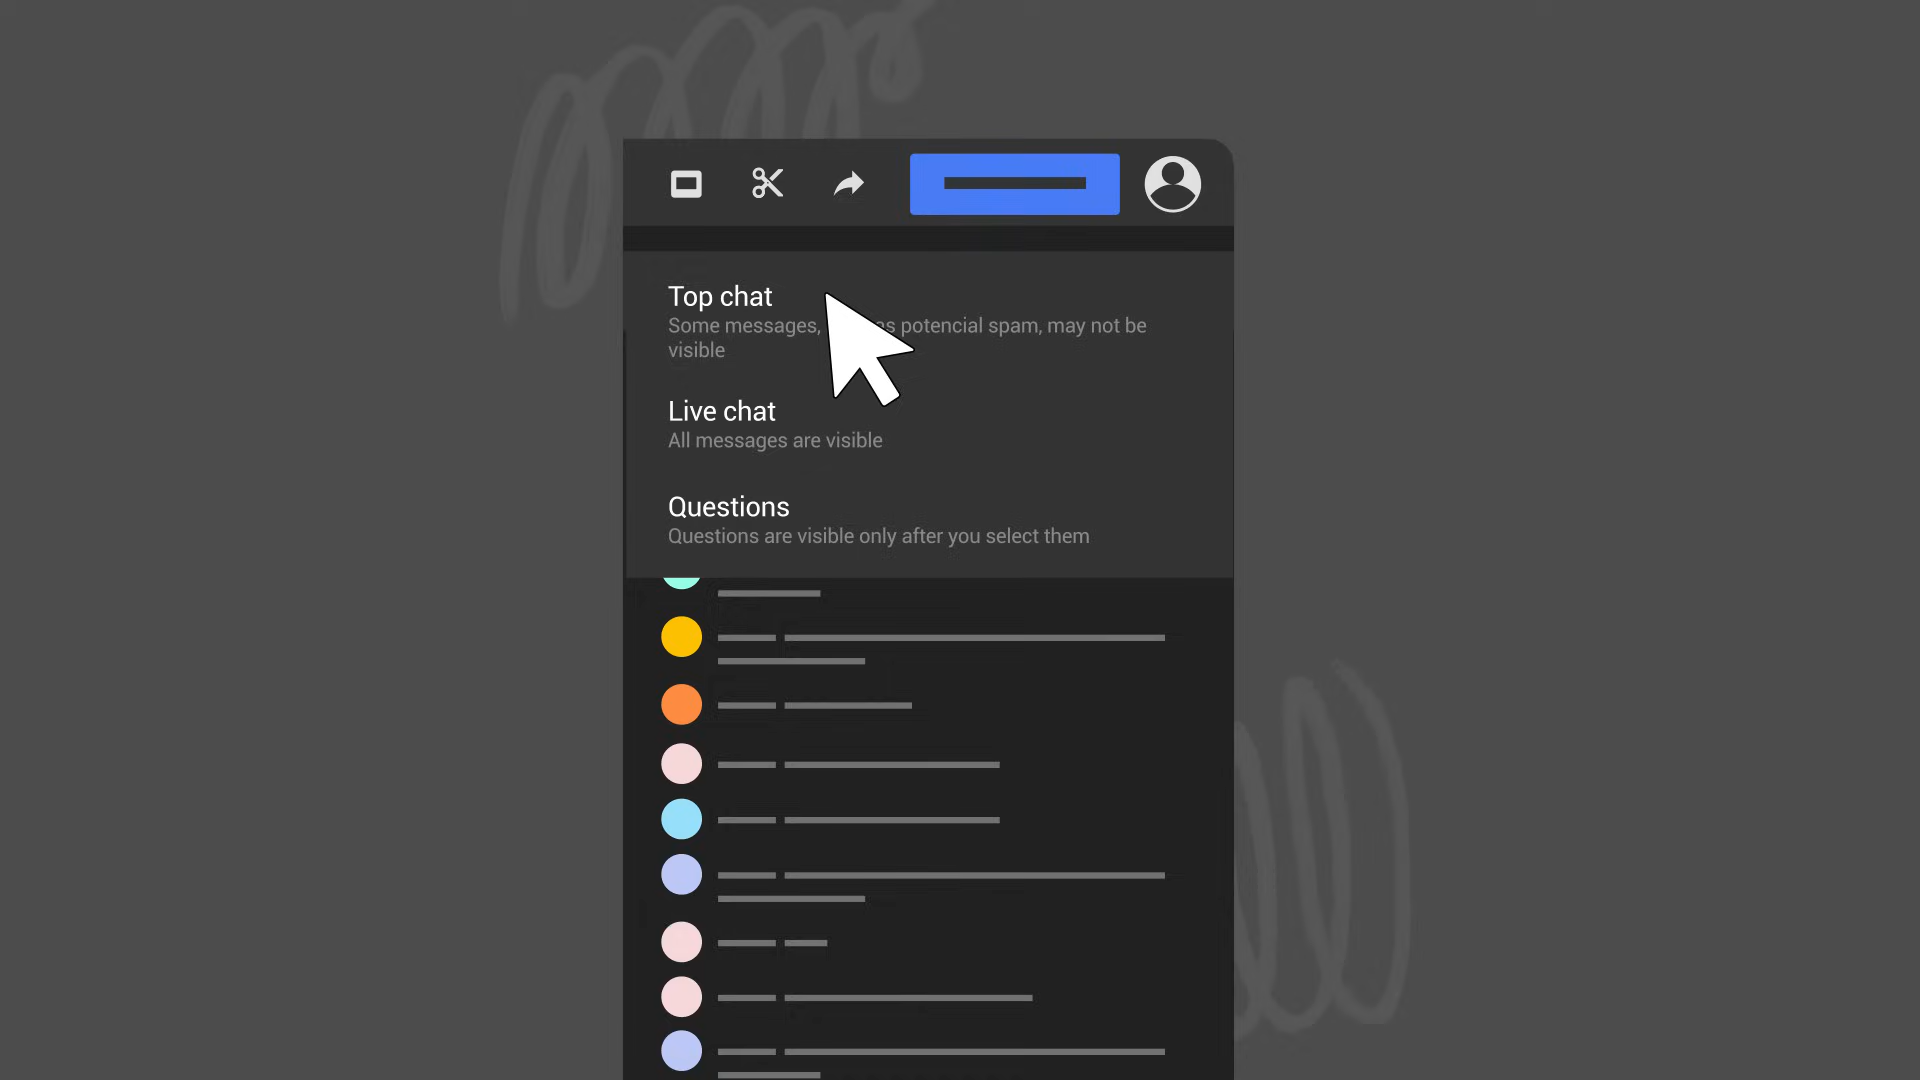 Top chat
Some messages, as potencial spam, may not be
visible
Live chat
All messages are visible
Questions
Questions are visible only after you select them